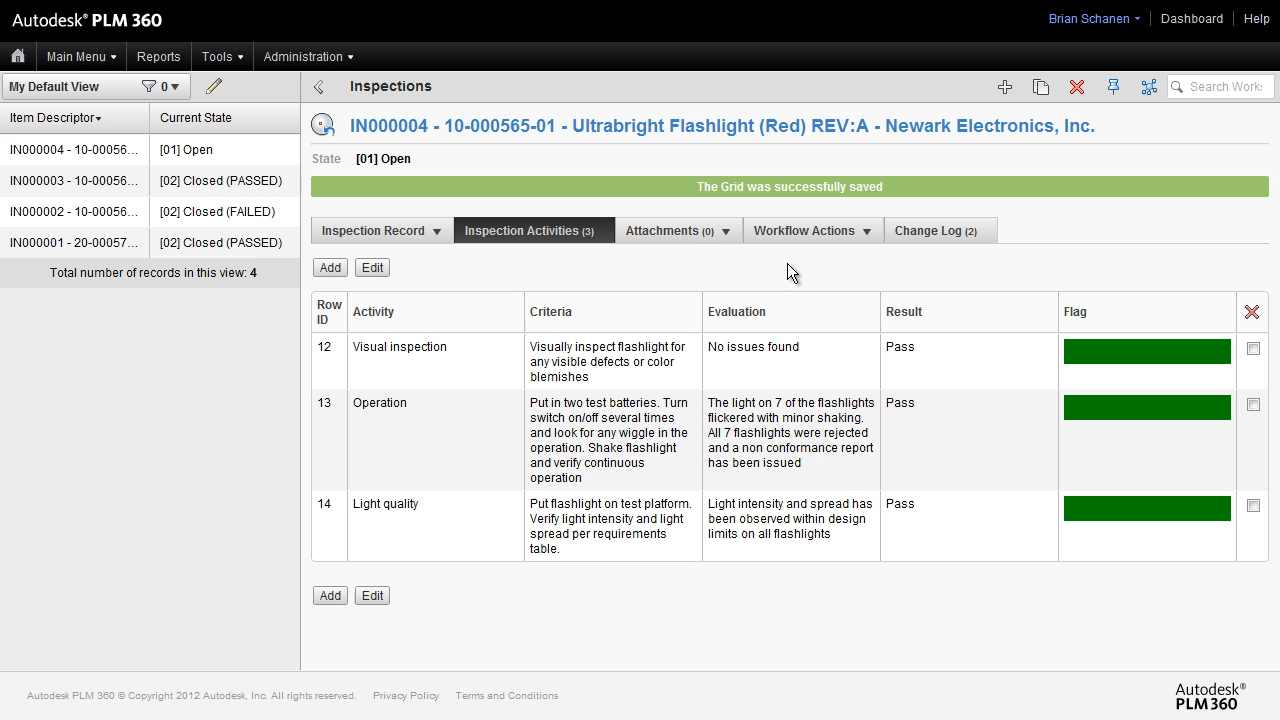 Autodesk® PLM 360
Brian Schanen
Dashboard
Help
Main Menu
Reports
Tools
Administration
My Default View
0
Inspections
Search Works
Item Descriptor
Current State
IN000004 - 10-00056...
[01] Open
IN000003 - 10-00056...
[02] Closed (PASSED)
IN000002 - 10-00056...
[02] Closed (FAILED)
IN000001 - 20-00057...
[02] Closed (PASSED)
Total number of records in this view: 4
IN000004 - 10-000565-01 - Ultrabright Flashlight (Red) REV:A - Newark Electronics, Inc.
State [01] Open
The Grid was successfully saved
Inspection Record
Inspection Activities (3)
Attachments (0)
Workflow Actions
Change Log (2)
Add
Edit
Row
ID
Activity
Criteria
Evaluation
Result
Flag
12
Visual inspection
Visually inspect flashlight for
any visible defects or color
blemishes
No issues found
Pass
13
Operation
Put in two test batteries. Turn
switch on/off several times
and look for any wiggle in the
operation. Shake flashlight
and verify continuous
operation
The light on 7 of the flashlights
flickered with minor shaking.
All 7 flashlights were rejected
and a non conformance report
has been issued
Pass
14
Light quality
Put flashlight on test platform.
Verify light intensity and light
spread per requirements
table.
Light intensity and spread has
been observed within design
limits on all flashlights
Pass
Add
Edit
Autodesk PLM 360 © Copyright 2012 Autodesk, Inc. All rights reserved.
Privacy Policy
Terms and Conditions
Autodesk®
PLM 360